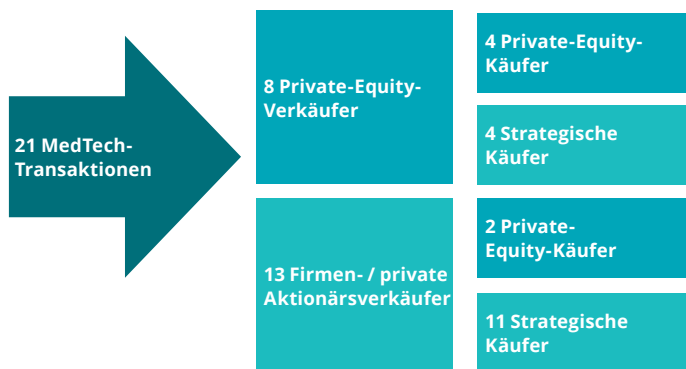 21 MedTech-
Transaktionen
8 Private-Equity-
Verkäufer
4 Private-Equity-
Käufer
4 Strategische
Käufer
13 Firmen- / private
Aktionärsverkäufer
2 Private-
Equity-Käufer
11 Strategische
Käufer